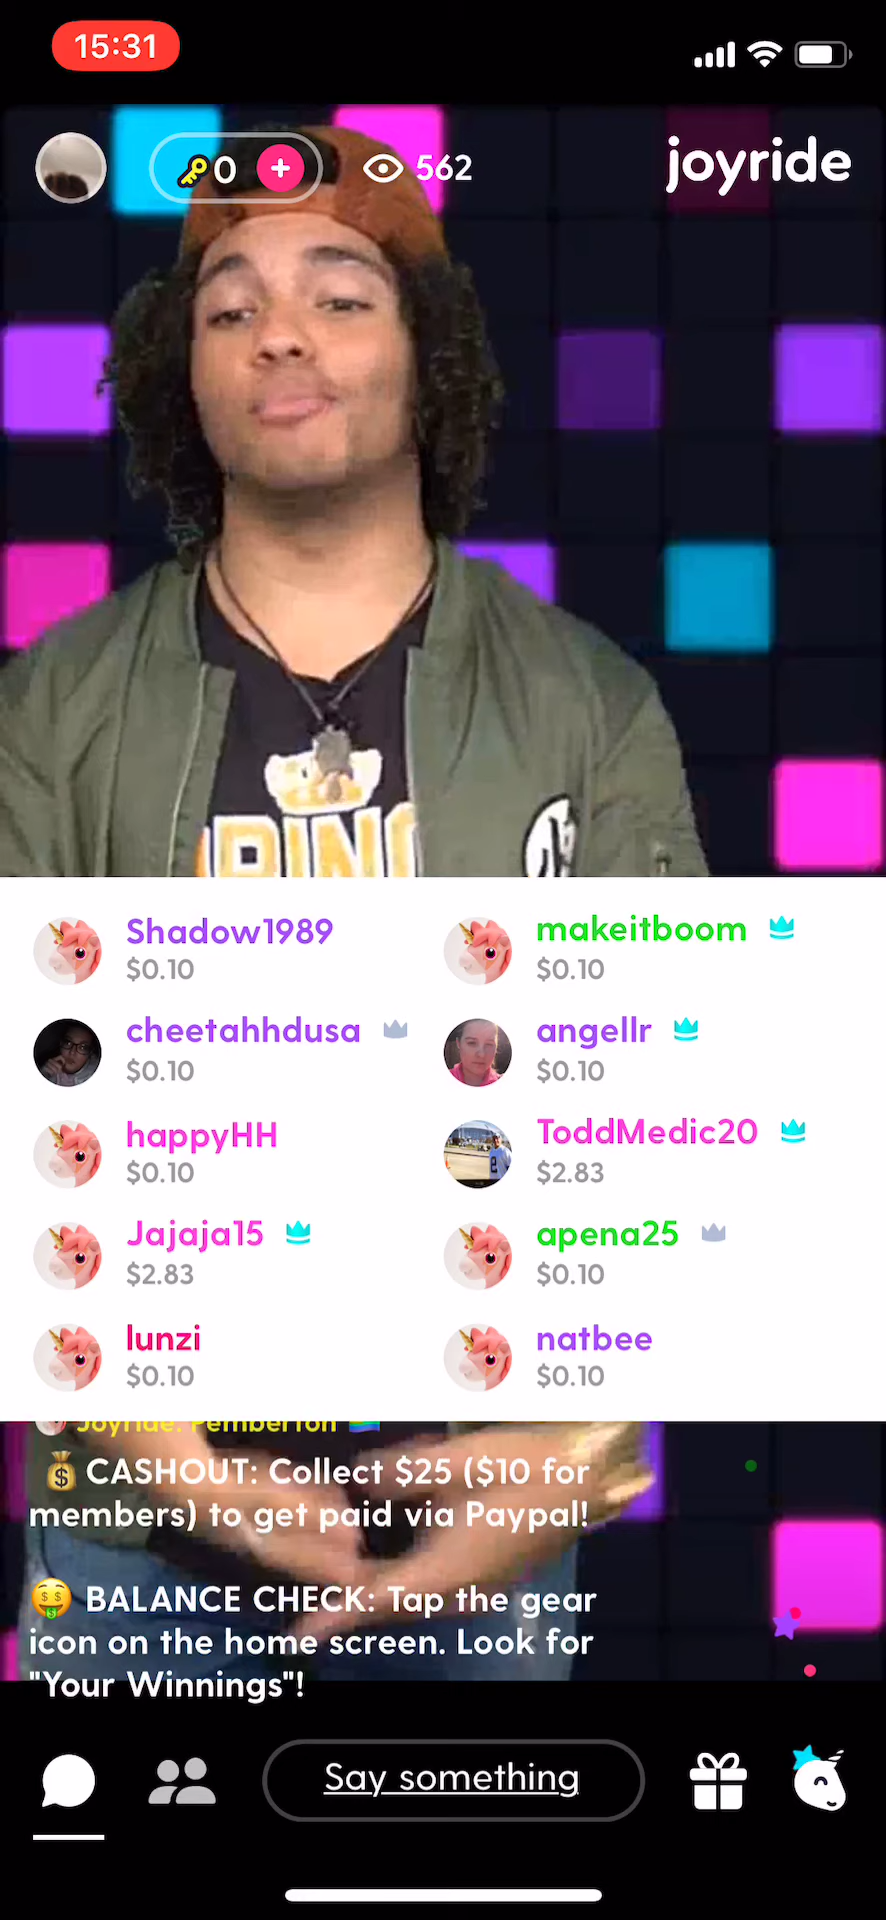 15:31
0
562
joyride
Shadow1989
$0.10
makeitboom
$0.10
cheetahhdusa
$0.10
angellr
$0.10
happyHH
$0.10
ToddMedic20
$2.83
Jajaja15
$2.83
apena25
$0.10
lunzi
$0.10
natbee
$0.10
Joyride: Pemberton
CASHOUT: Collect $25 ($10 for
members) to get paid via Paypal!
BALANCE CHECK: Tap the gear
icon on the home screen. Look for
"Your Winnings"!
Say something